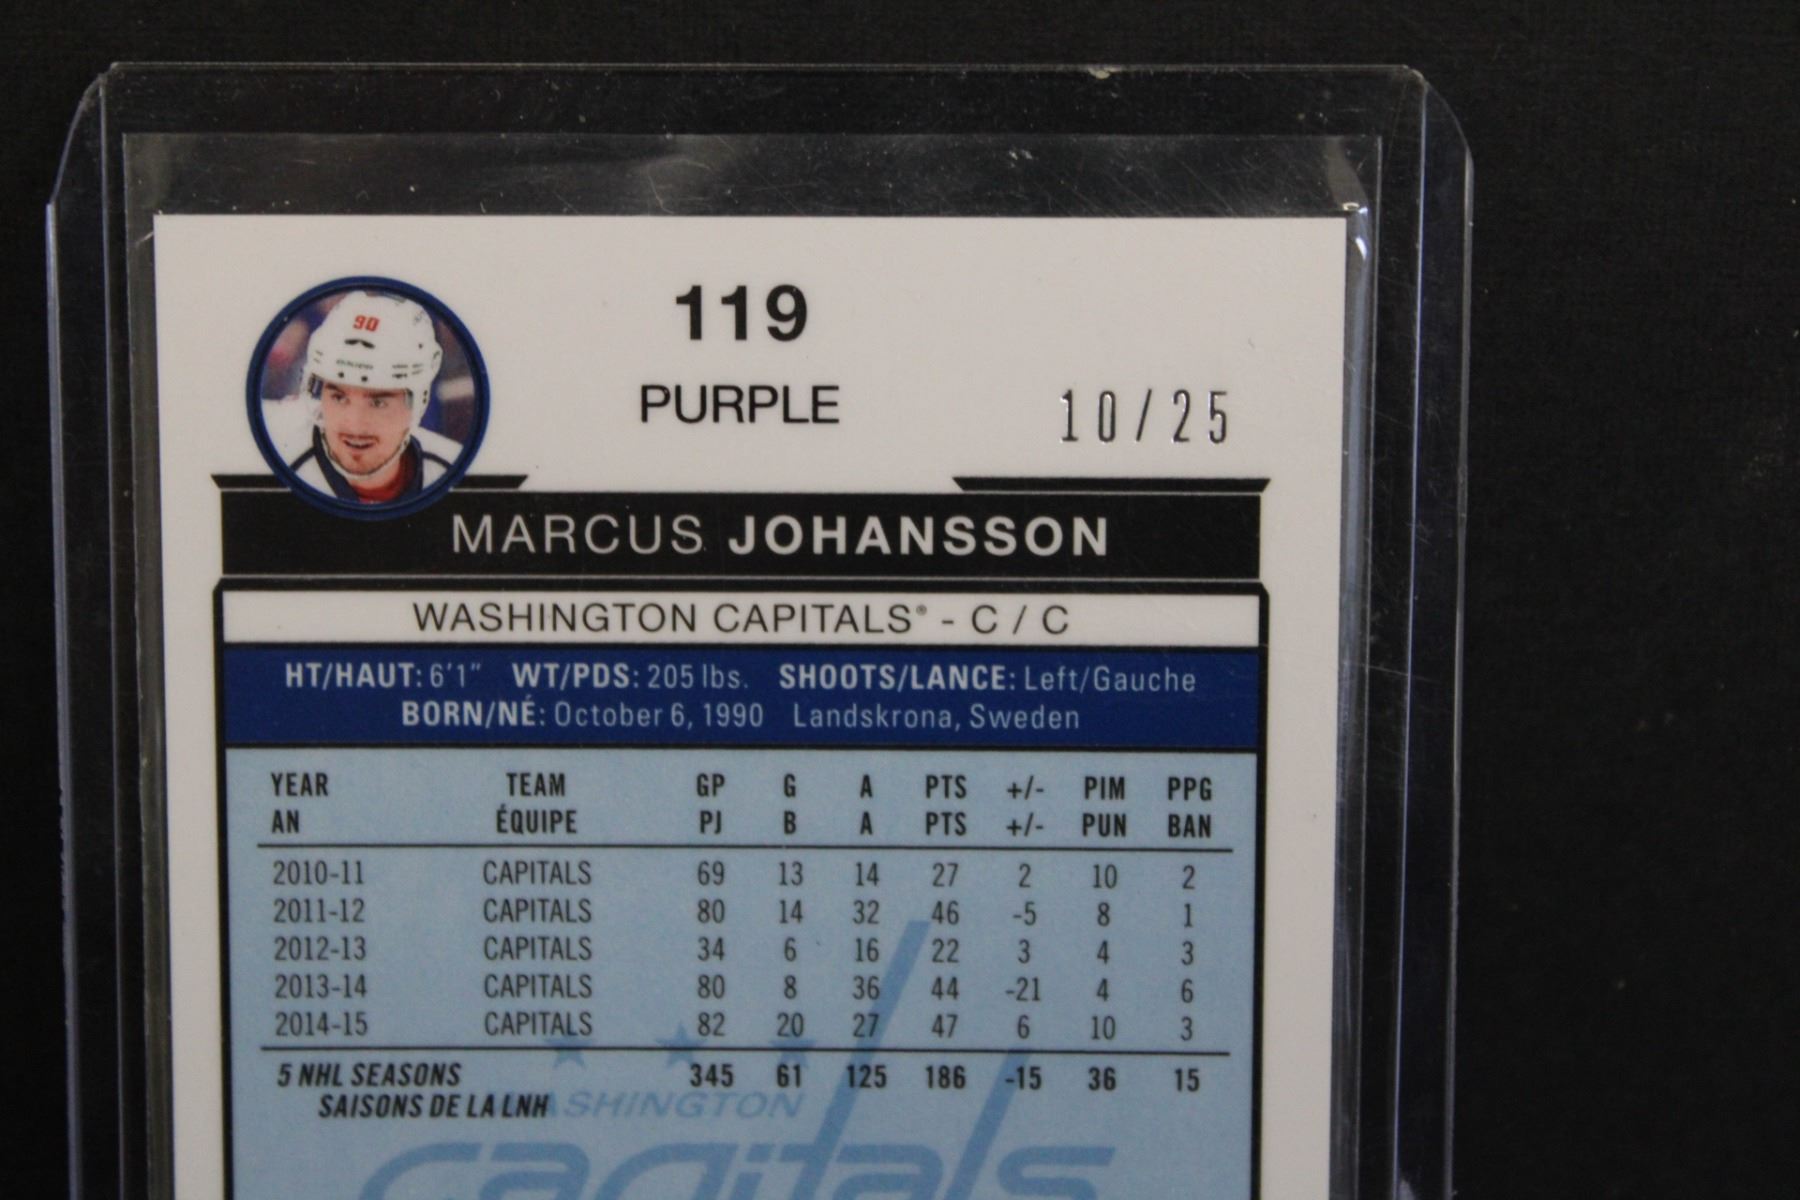 90
119
PURPLE
10/25
MARCUS JOHANSSON
WASHINGTON CAPITALS® - C / C
HT/HAUT: 6'1" WT/PDS: 205 lbs. SHOOTS/LANCE: Left/Gauche
BORN/NÉ: October 6, 1990 Landskrona, Sweden
YEAR TEAM GP G A PTS +/- PIM PPG
AN ÉQUIPE PJ B A PTS +/- PUN BAN
2010-11 CAPITALS 69 13 14 27 2 10 2
2011-12 CAPITALS 80 14 32 46 -5 8 1
2012-13 CAPITALS 34 6 16 22 3 4 3
2013-14 CAPITALS 80 8 36 44 -21 4 6
2014-15 CAPITALS 82 20 27 47 6 10 3
5 NHL SEASONS 345 61 125 186 -15 36 15
SAISONS DE LA LNH
WASHINGTON
capitals